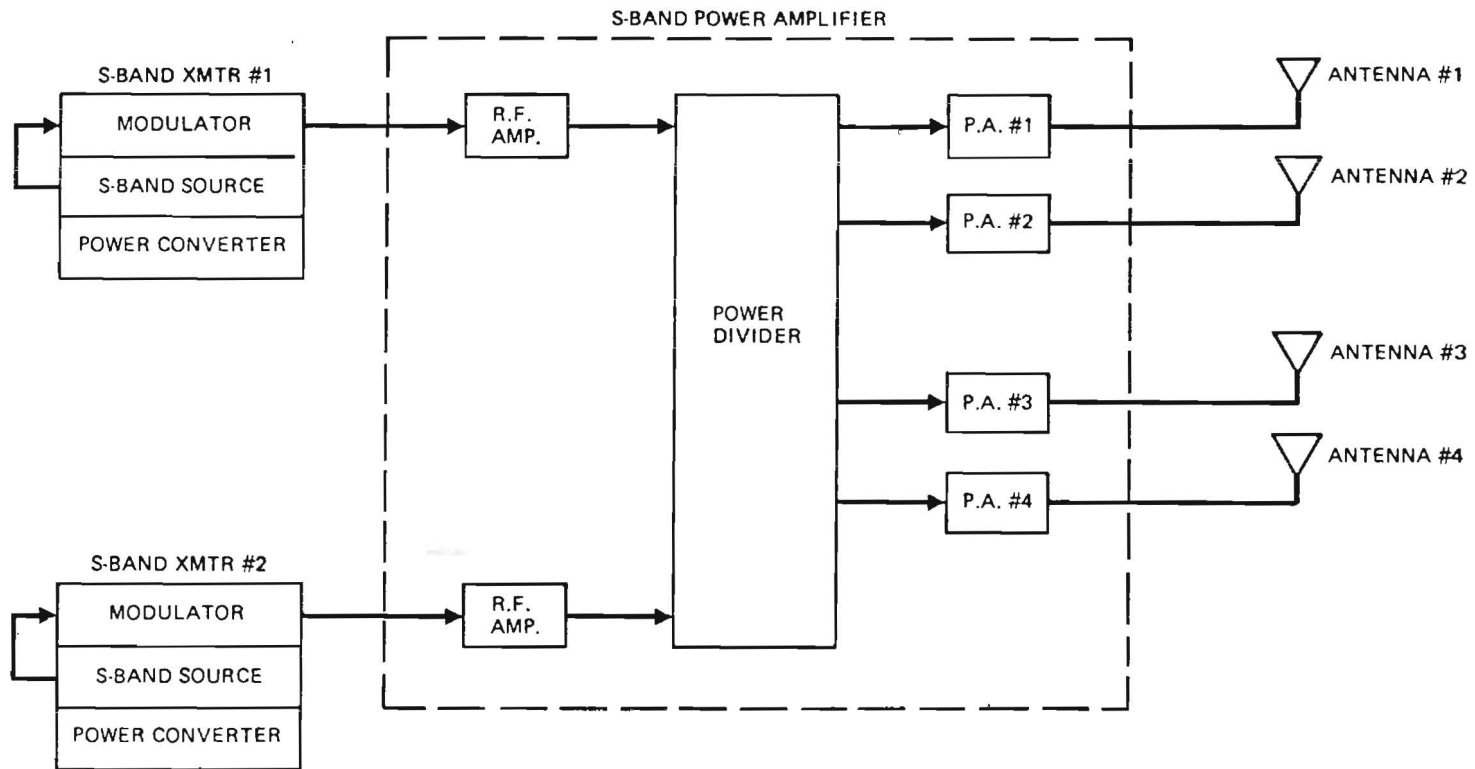 S-BAND POWER AMPLIFIER
S-BAND XMTR #1
MODULATOR
S-BAND SOURCE
POWER CONVERTER
R.F.
AMP.
POWER
DIVIDER
P.A. #1
P.A. #2
P.A. #3
P.A. #4
ANTENNA #1
ANTENNA #2
ANTENNA #3
ANTENNA #4
S-BAND XMTR #2
MODULATOR
S-BAND SOURCE
POWER CONVERTER
R.F.
AMP.